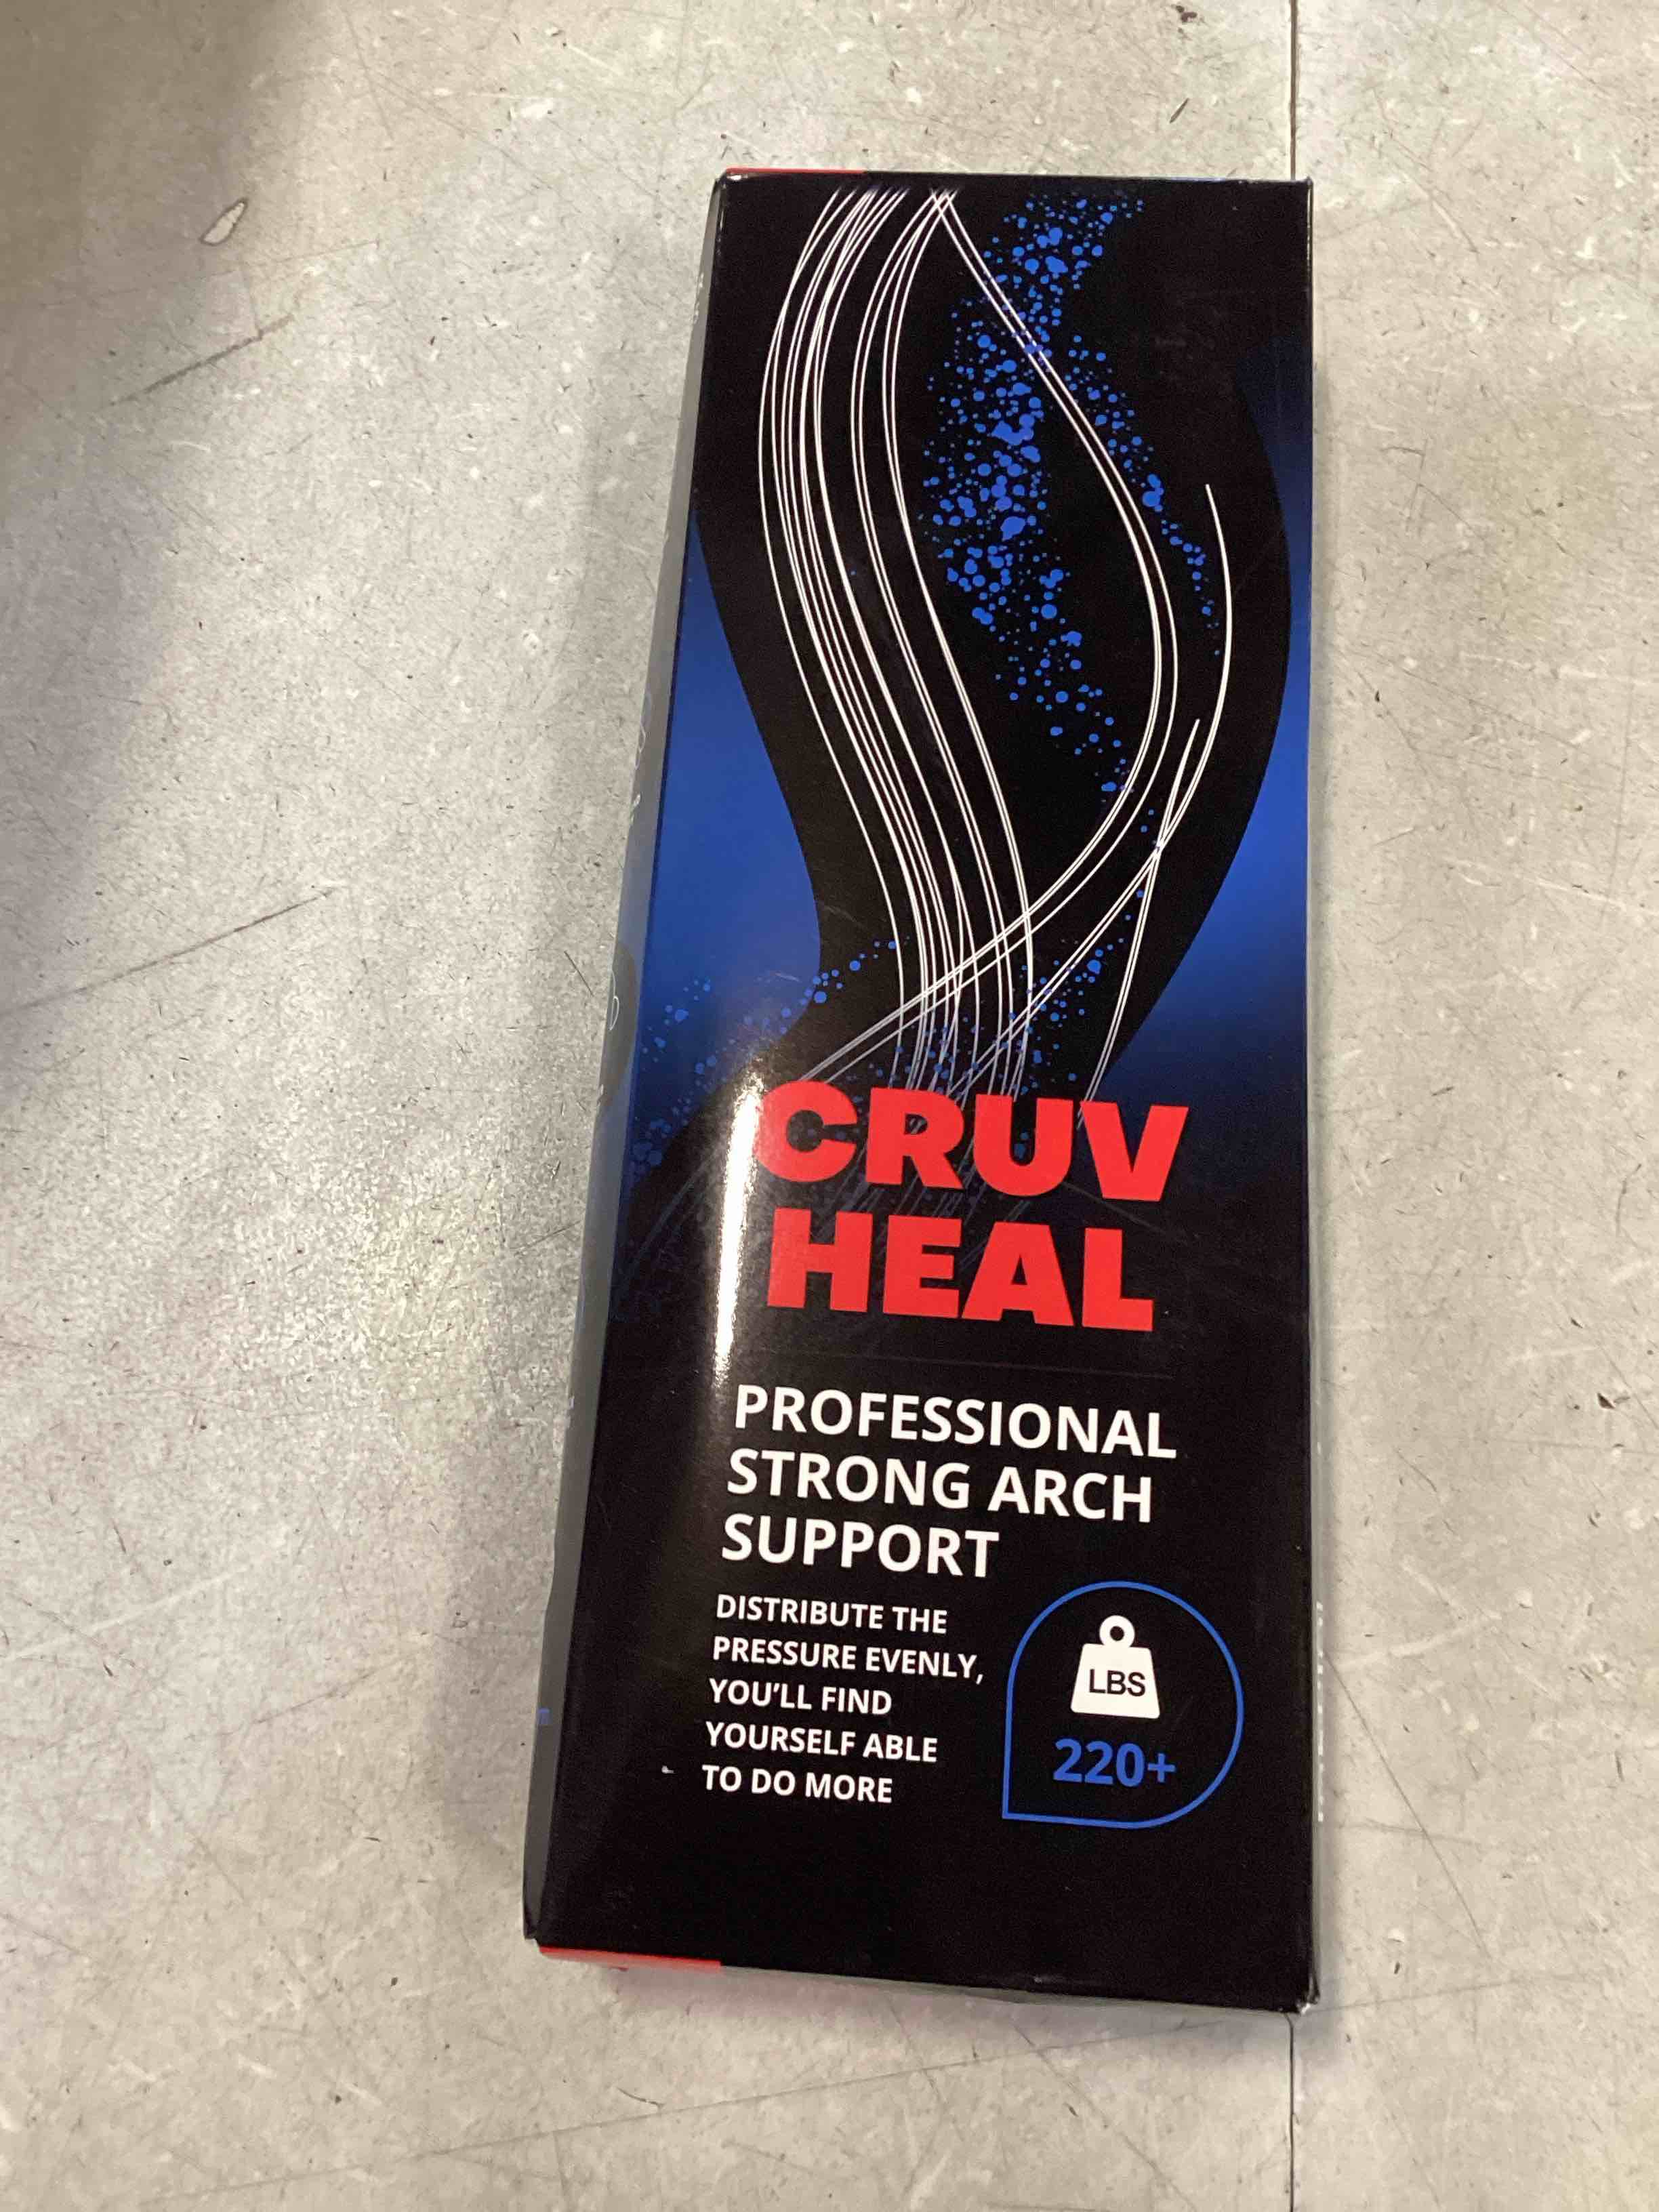 CRUV
HEAL
PROFESSIONAL
STRONG ARCH
SUPPORT
DISTRIBUTE THE
PRESSURE EVENLY,
YOU'LL FIND
YOURSELF ABLE
TO DO MORE
LBS
220+